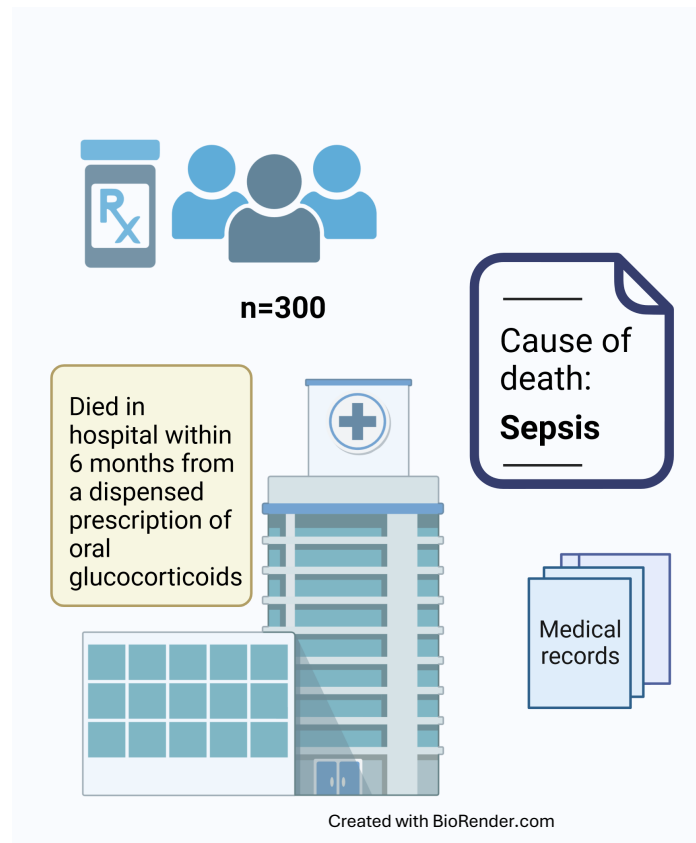 Rx
n=300
Cause of
death:
Sepsis
Died in
hospital within
6 months from
a dispensed
prescription of
oral
glucocorticoids
Medical
records
Created with BioRender.com